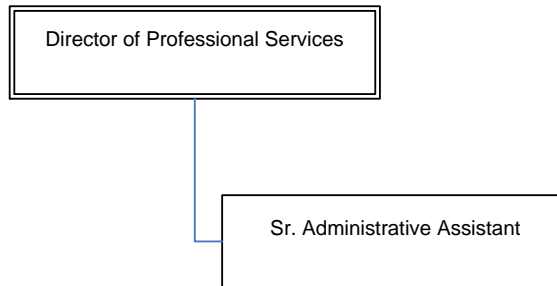 Director of Professional Services
Sr. Administrative Assistant